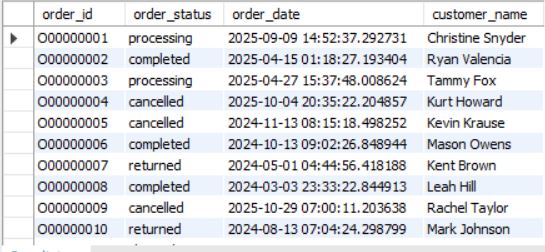 order_id order_status order_date customer_name
O00000001 processing 2025-09-09 14:52:37.292731 Christine Snyder
O00000002 completed 2025-04-15 01:18:27.193404 Ryan Valencia
O00000003 processing 2025-04-27 15:37:48.008624 Tammy Fox
O00000004 cancelled 2025-10-04 20:35:22.204857 Kurt Howard
O00000005 cancelled 2024-11-13 08:15:18.498252 Kevin Krause
O00000006 completed 2024-10-13 09:02:26.848944 Mason Owens
O00000007 returned 2024-05-01 04:44:56.418188 Kent Brown
O00000008 completed 2024-03-03 23:33:22.844913 Leah Hill
O00000009 cancelled 2025-10-29 07:00:11.203638 Rachel Taylor
O00000010 returned 2024-08-13 07:04:24.298799 Mark Johnson